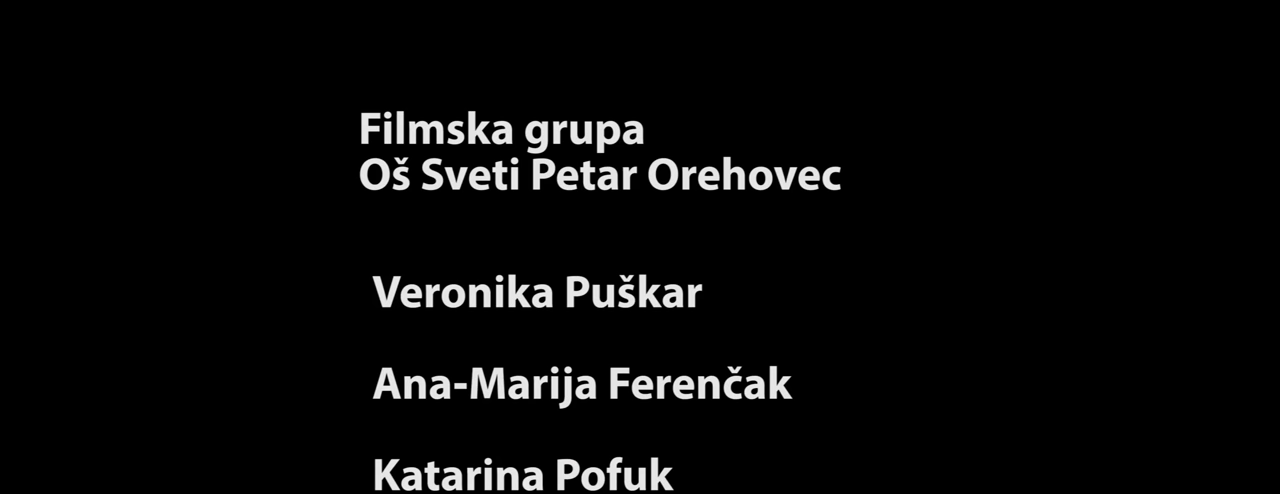 Filmska grupa
Oš Sveti Petar Orehovec
Veronika Puškar
Ana-Marija Ferenčak
Katarina Pofuk